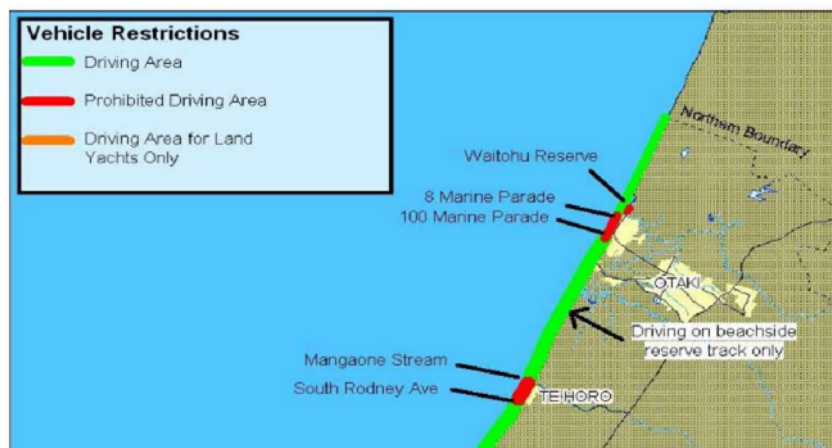 Vehicle Restrictions
Driving Area
Prohibited Driving Area
Driving Area for Land
Yachts Only
Northern Boundary
Waitohu Reserve
8 Marine Parade
100 Marine Parade
OTAKI
Driving on beachside
reserve track only
Mangaone Stream
South Rodney Ave
TE HORO